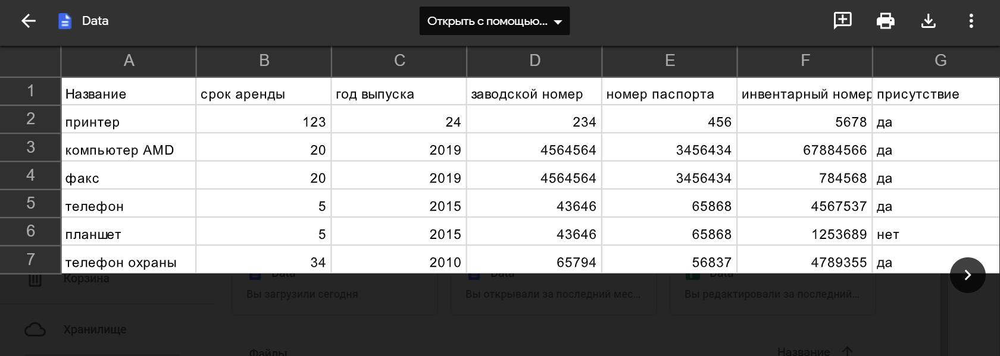 Data Открыть с помощью...
A B C D E F G
1 Название срок аренды год выпуска заводской номер номер паспорта инвентарный номер присутствие
2 принтер 123 24 234 456 5678 да
3 компьютер AMD 20 2019 4564564 3456434 67884566 да
4 факс 20 2019 4564564 3456434 784568 да
5 телефон 5 2015 43646 65868 4567537 да
6 планшет 5 2015 43646 65868 1253689 нет
7 телефон охраны 34 2010 65794 56837 4789355 да
Корзина Data Data Data
Вы загрузили сегодня Вы открывали за последний мес... Вы редактировали за последний...
Хранилище
Файлы Название